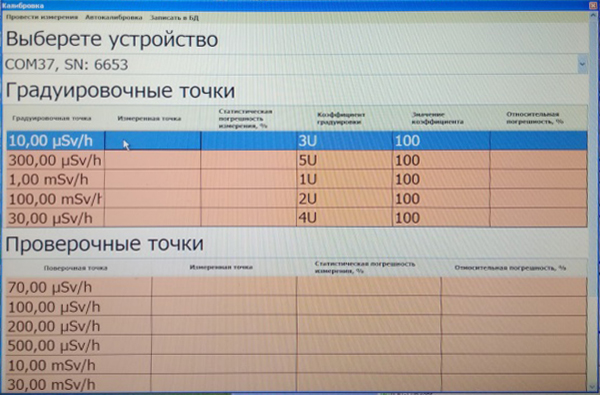 Калибровка
Провести измерения Автокалибровка Записать в БД
Выберете устройство
COM37, SN: 6653
Градуировочные точки
Градуировочная точка Измеренная точка Статистическая погрешность измерения, % Коэффициент градуировки Значение коэффициента Относительная погрешность, %
10,00 µSv/h 3U 100
300,00 µSv/h 5U 100
1,00 mSv/h 1U 100
100,00 mSv/h 2U 100
30,00 µSv/h 4U 100
Проверочные точки
Поверочная точка Измеренная точка Статистическая погрешность измерения, % Относительная погрешность, %
70,00 µSv/h
100,00 µSv/h
200,00 µSv/h
500,00 µSv/h
10,00 mSv/h
30,00 mSv/h